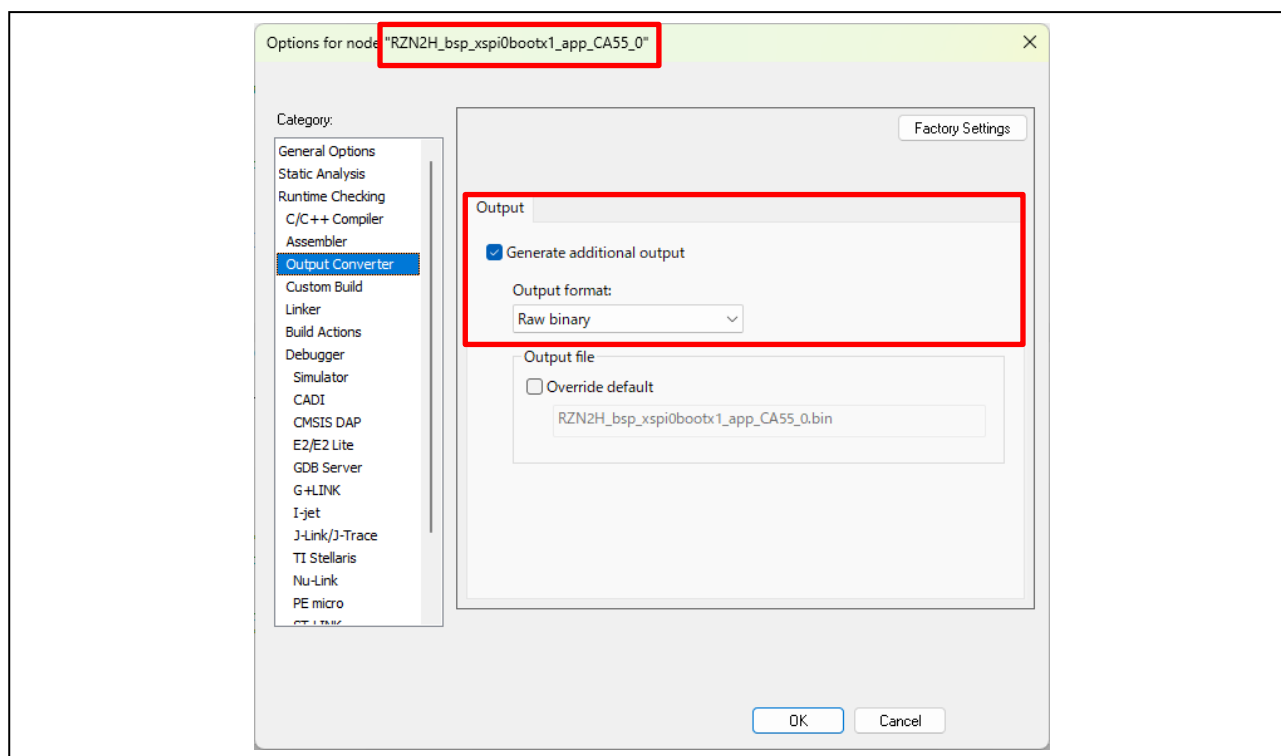 Options for node "RZN2H_bsp_xspi0bootx1_app_CA55_0"
Category:
Factory Settings
General Options
Static Analysis
Runtime Checking
C/C++ Compiler
Assembler
Output Converter
Custom Build
Linker
Build Actions
Debugger
Simulator
CADI
CMSIS DAP
E2/E2 Lite
GDB Server
G+LINK
I-jet
J-Link/J-Trace
TI Stellaris
Nu-Link
PE micro
Output
Generate additional output
Output format:
Raw binary
Output file
Override default
RZN2H_bsp_xspi0bootx1_app_CA55_0.bin
OK
Cancel